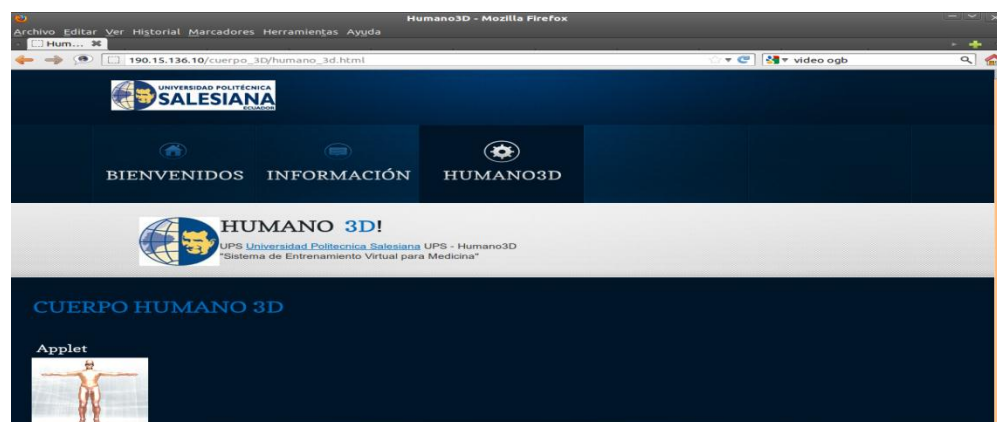 Humano3D - Mozilla Firefox
Archivo Editar Ver Historial Marcadores Herramientas Ayuda
Hum...
190.15.136.10/cuerpo_3D/humano_3d.html
video ogb
UNIVERSIDAD POLITÉCNICA
SALESIANA
ECUADOR
BIENVENIDOS INFORMACIÓN HUMANO3D
HUMANO 3D!
UPS Universidad Politecnica Salesiana UPS - Humano3D
"Sistema de Entrenamiento Virtual para Medicina"
CUERPO HUMANO 3D
Applet